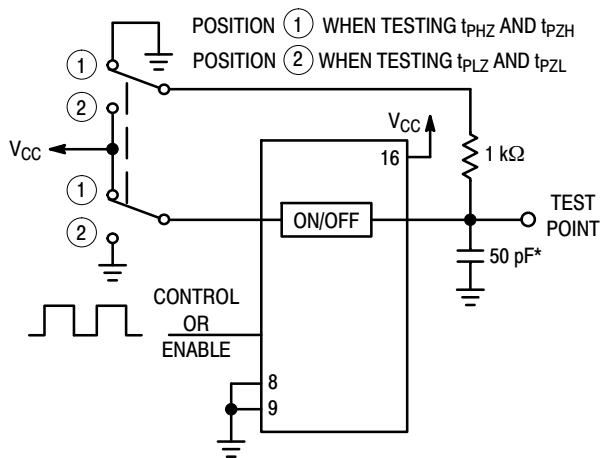 POSITION 1 WHEN TESTING tPHZ AND tPZH
POSITION 2 WHEN TESTING tPLZ AND tPZL
1
2
VCC
1
2
VCC
16
1 kΩ
ON/OFF
TEST
POINT
50 pF*
CONTROL
OR
ENABLE
8
9